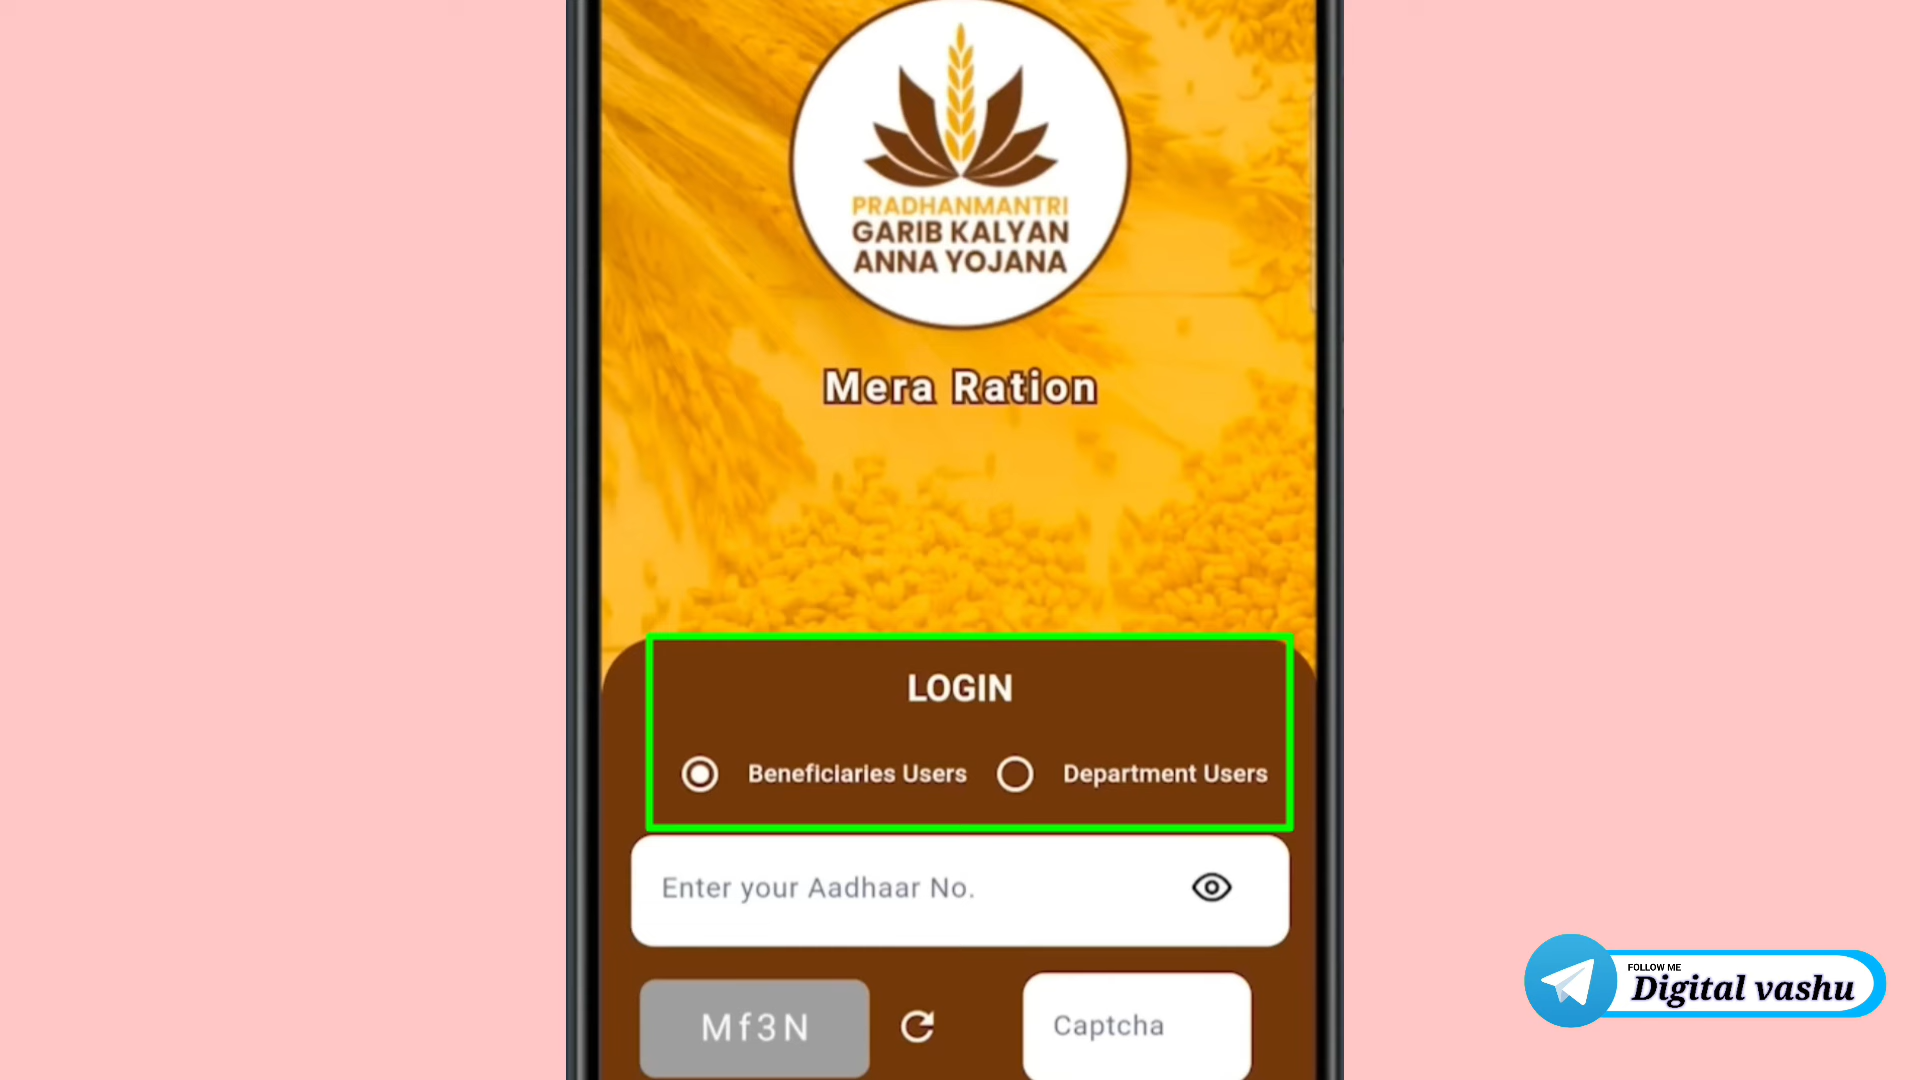 PRADHANMANTRI
GARIB KALYAN
ANNA YOJANA
Mera Ration
LOGIN
Beneficiaries Users
Department Users
Enter your Aadhaar No.
Mf3N
Captcha
FOLLOW ME
Digital vashu